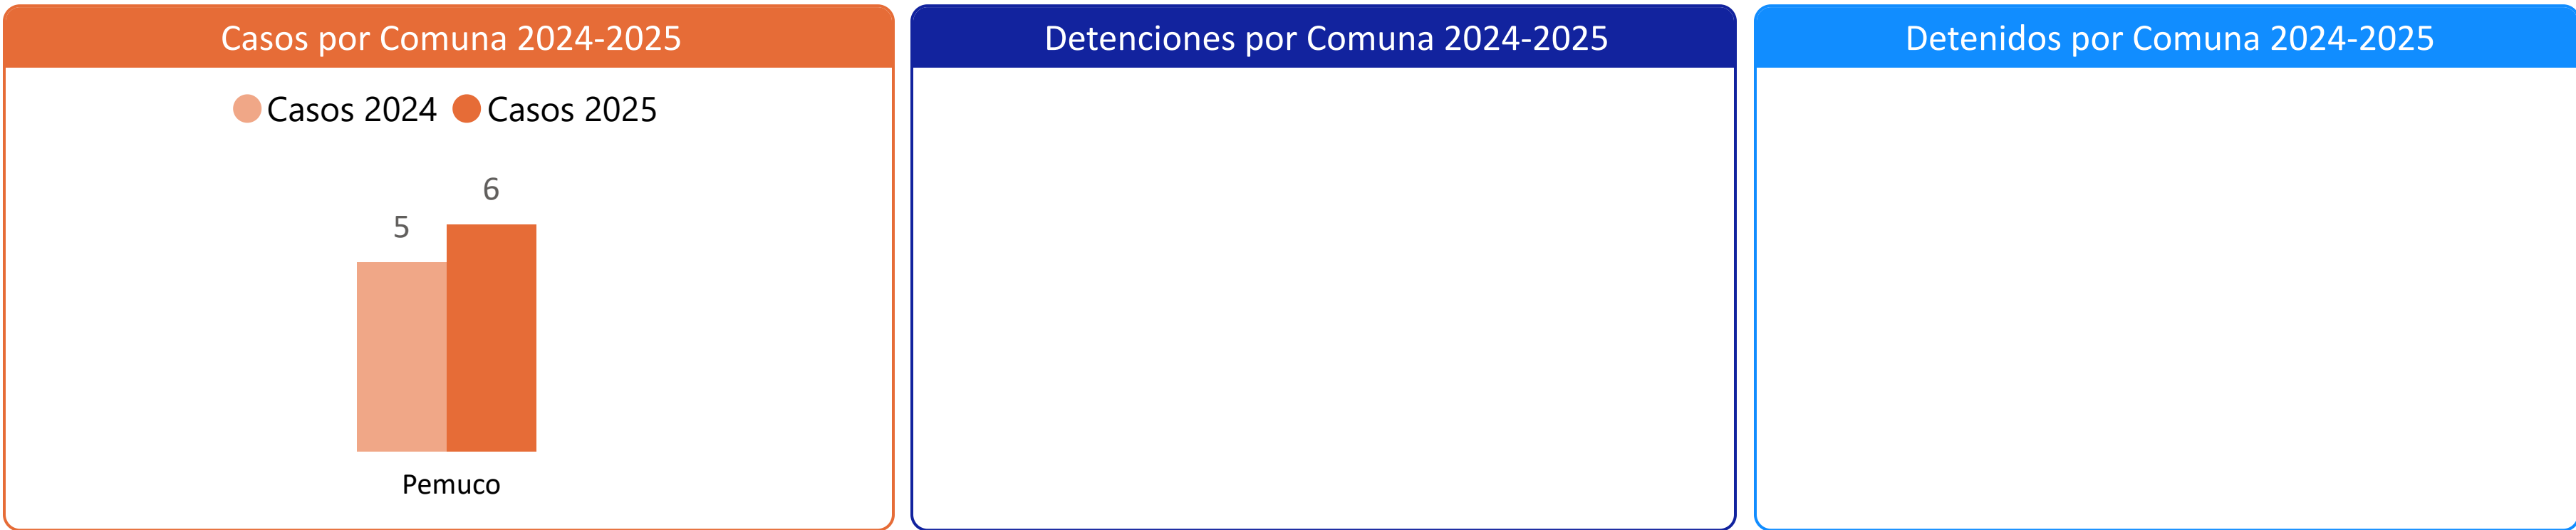 Casos por Comuna 2024-2025
Casos 2024 Casos 2025
6
5
Pemuco
Detenciones por Comuna 2024-2025
Detenidos por Comuna 2024-2025